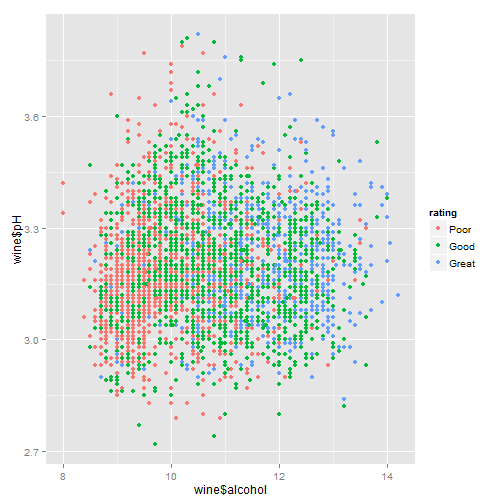 3.6
3.3
3.0
2.7
wine$pH
8
10
12
14
wine$alcohol
rating
Poor
Good
Great